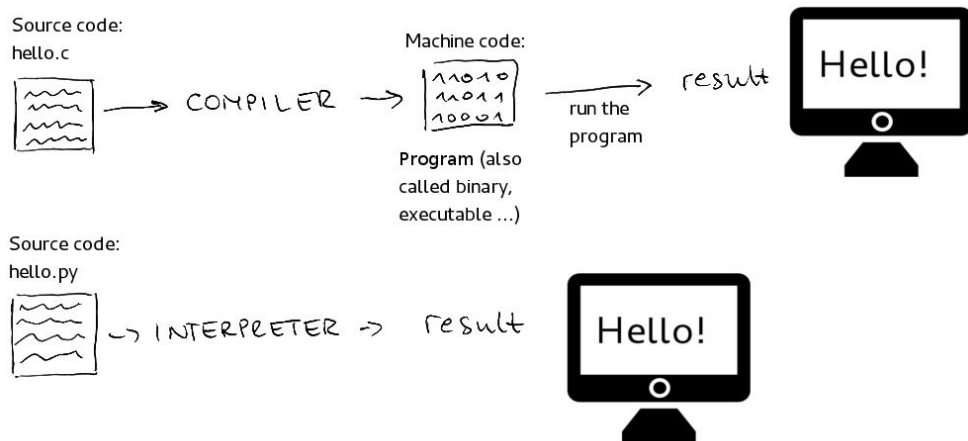 Source code:
hello.c
COMPILER
Machine code:
11010
11011
10001
Program (also
called binary,
executable ...)
run the
program
result
Hello!
Source code:
hello.py
INTERPRETER
result
Hello!